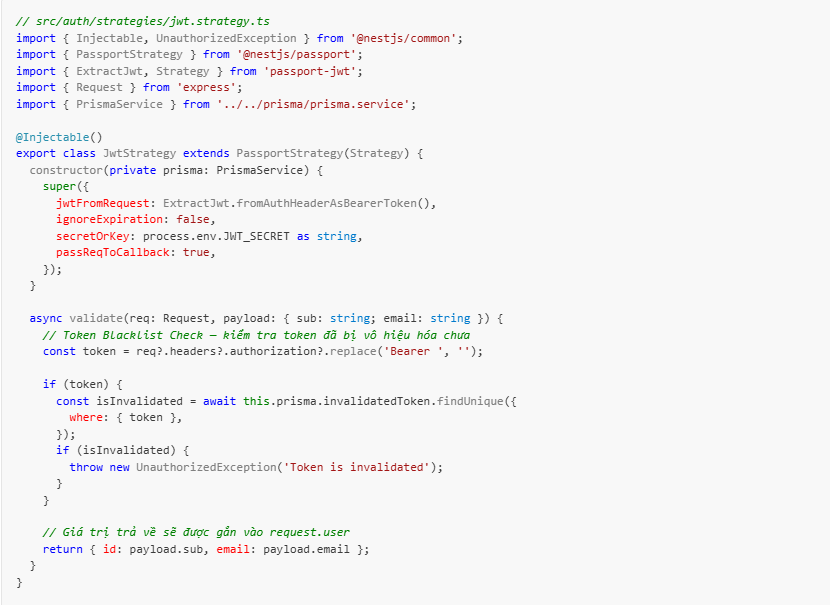 // src/auth/strategies/jwt.strategy.ts
import { Injectable, UnauthorizedException } from '@nestjs/common';
import { PassportStrategy } from '@nestjs/passport';
import { ExtractJwt, Strategy } from 'passport-jwt';
import { Request } from 'express';
import { PrismaService } from '../../prisma/prisma.service';

@Injectable()
export class JwtStrategy extends PassportStrategy(Strategy) {
  constructor(private prisma: PrismaService) {
    super({
      jwtFromRequest: ExtractJwt.fromAuthHeaderAsBearerToken(),
      ignoreExpiration: false,
      secretOrKey: process.env.JWT_SECRET as string,
      passReqToCallback: true,
    });
  }

  async validate(req: Request, payload: { sub: string; email: string }) {
    // Token Blacklist Check — kiểm tra token đã bị vô hiệu hóa chưa
    const token = req?.headers?.authorization?.replace('Bearer ', '');

    if (token) {
      const isInvalidated = await this.prisma.invalidatedToken.findUnique({
        where: { token },
      });
      if (isInvalidated) {
        throw new UnauthorizedException('Token is invalidated');
      }
    }

    // Giá trị trả về sẽ được gắn vào request.user
    return { id: payload.sub, email: payload.email };
  }
}